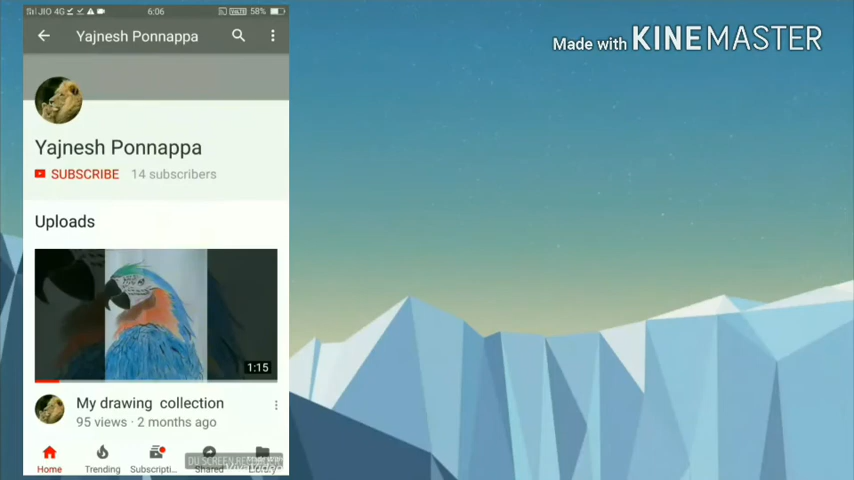 JIO 4G
6:06
58%
Made with KINEMASTER
Yajnesh Ponnappa
Yajnesh Ponnappa
SUBSCRIBE 14 subscribers
Uploads
1:15
My drawing collection
95 views · 2 months ago
Home
Trending
Subscripti...
Shared
Library